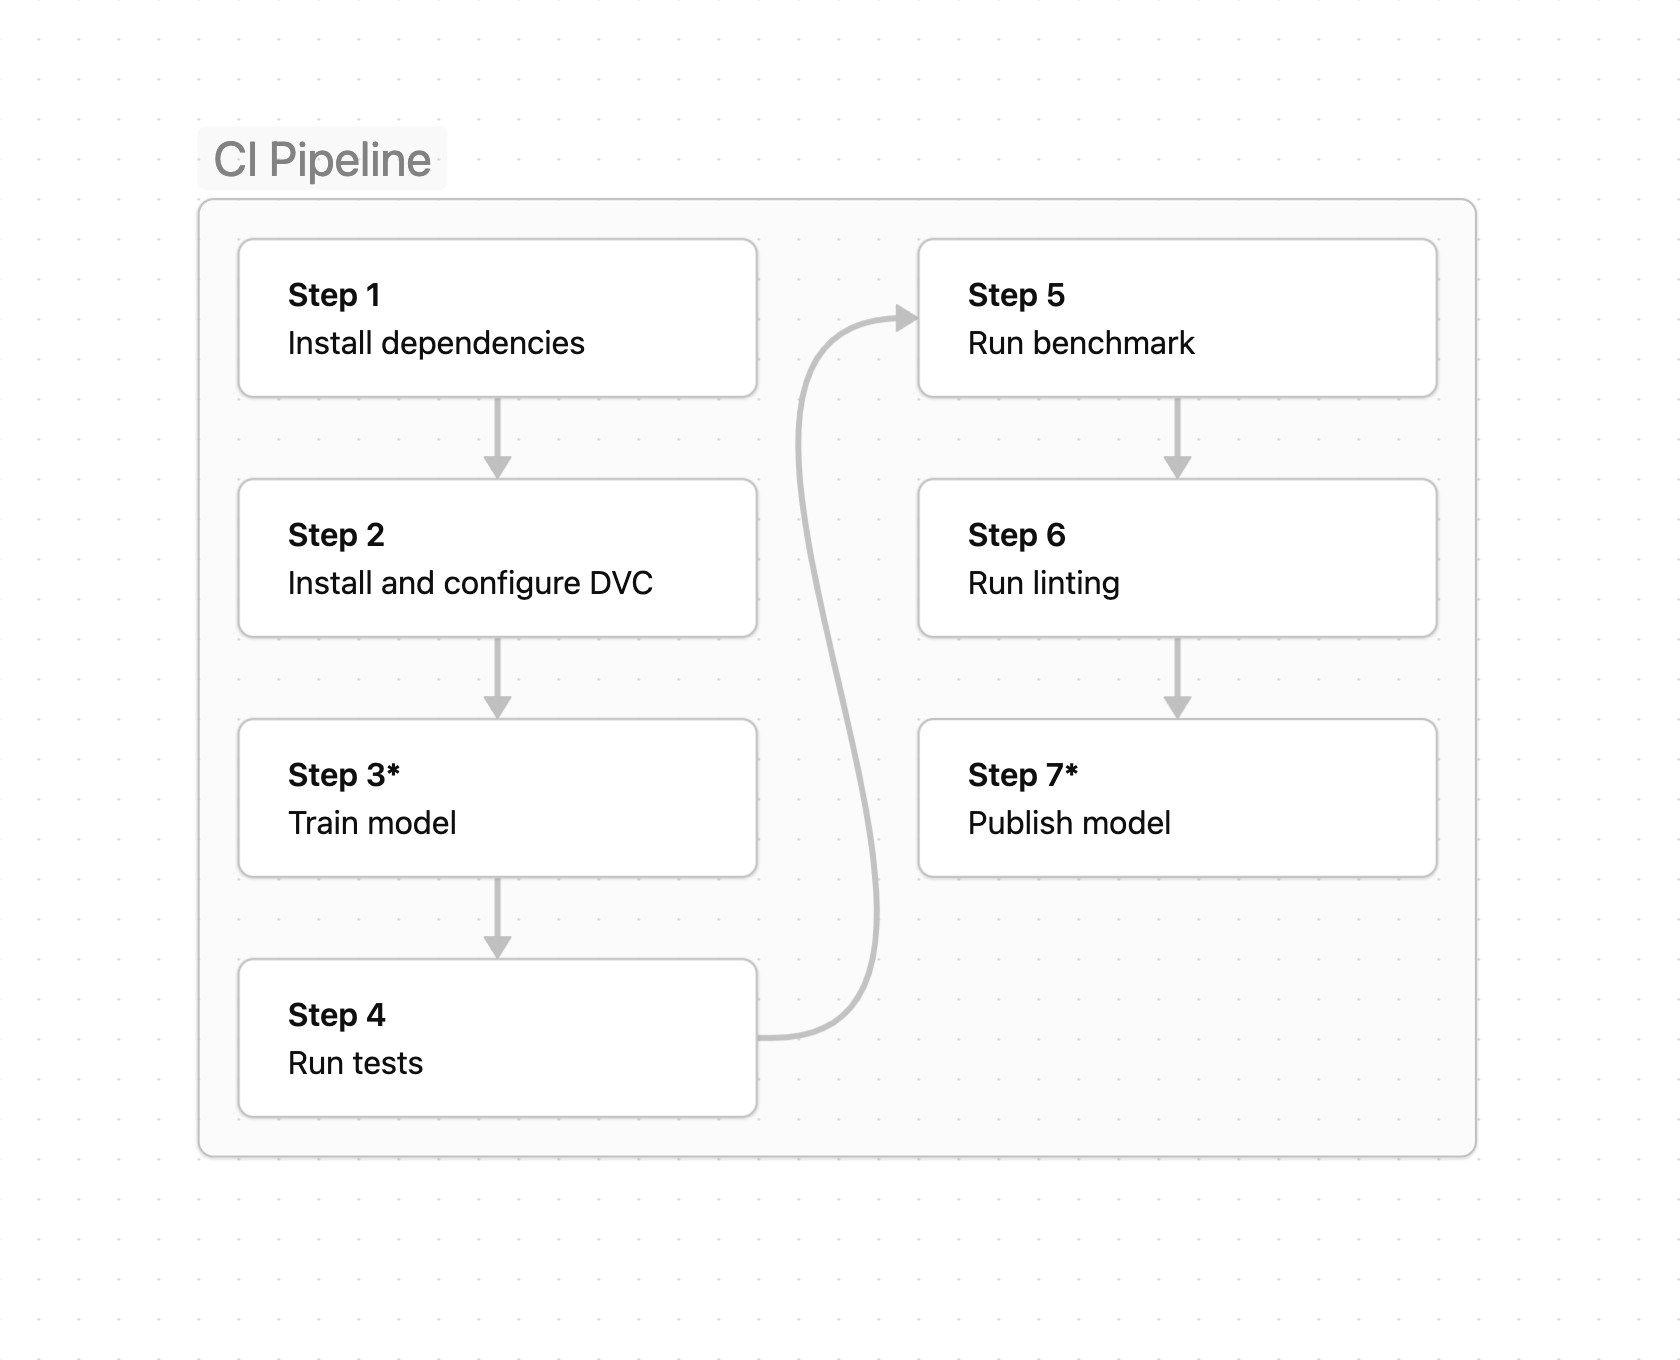 CI Pipeline
Step 1
Install dependencies
Step 2
Install and configure DVC
Step 3*
Train model
Step 4
Run tests
Step 5
Run benchmark
Step 6
Run linting
Step 7*
Publish model